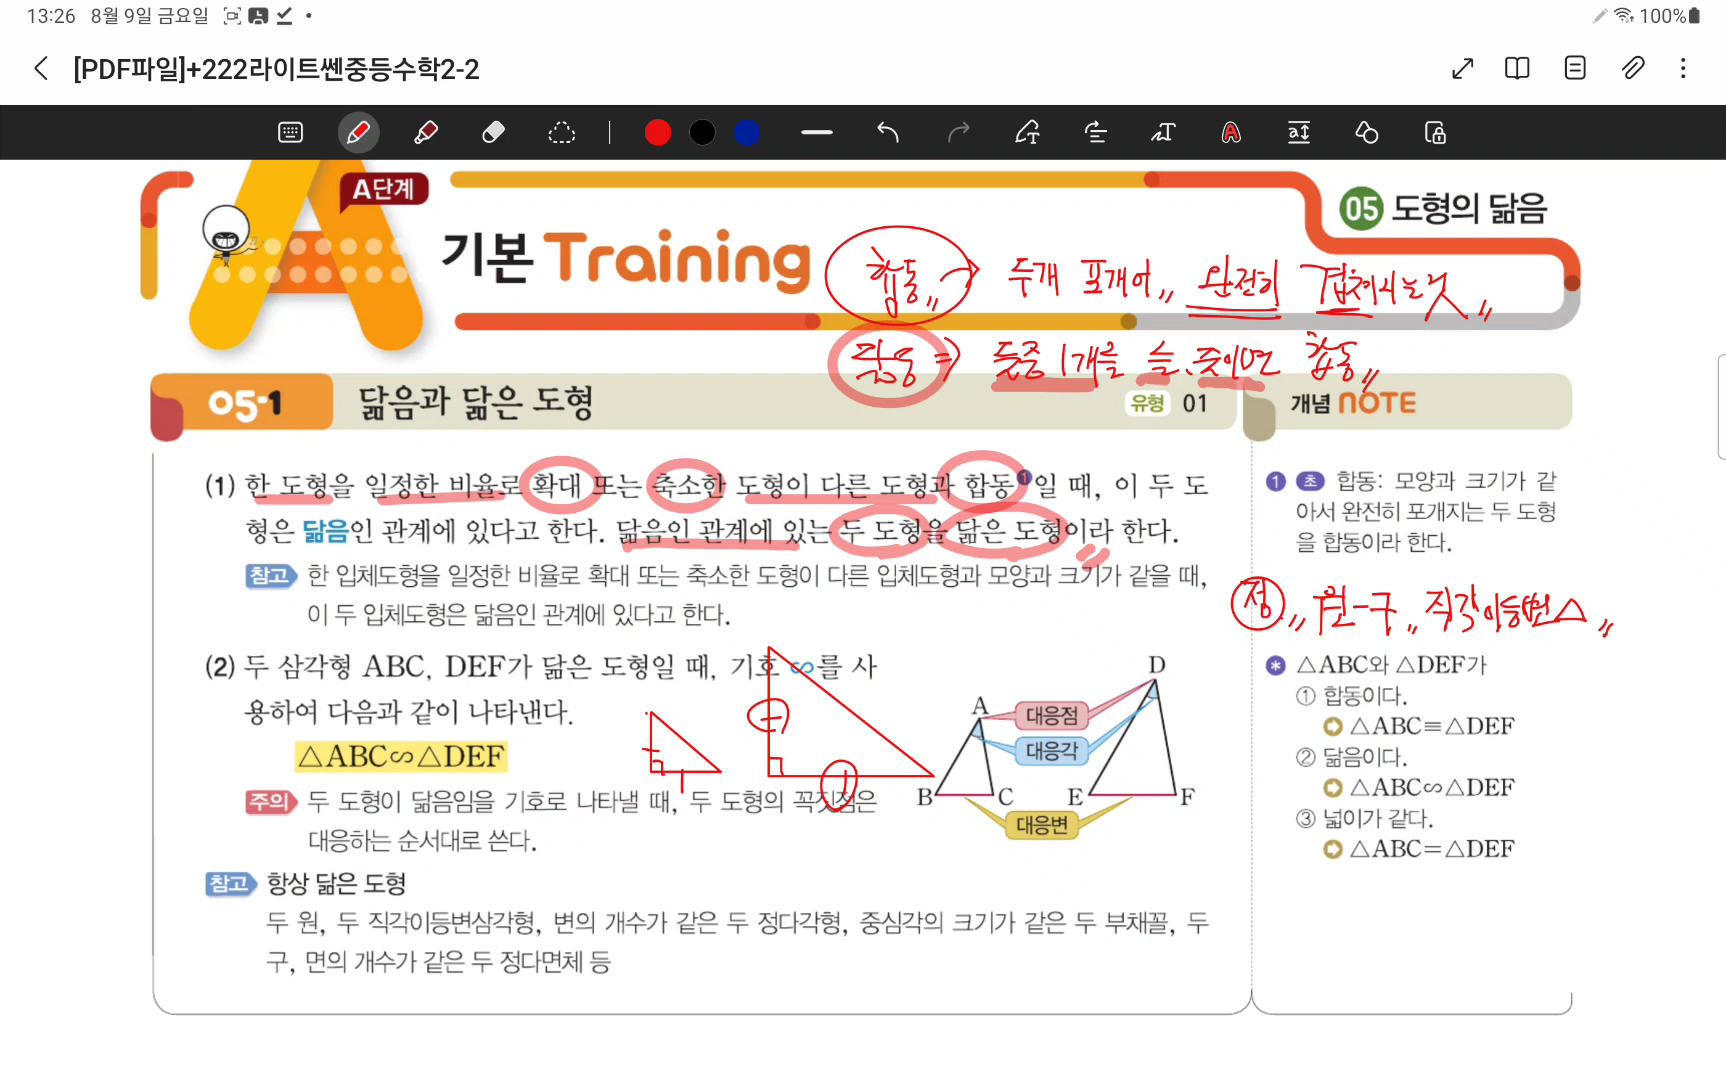 13:26 8월 9일 금요일
100%
[PDF파일]+222라이트쎈중등수학2-2
A단계
기본 Training
05 도형의 닮음
합동,, → 두개 포개어,, 완전히 겹쳐지는것,,
닮음 ⇒ 둘중 1개를 늘, 줄이면 합동,,
05-1 닮음과 닮은 도형
유형 01
개념 NOTE
(1) 한 도형을 일정한 비율로 확대 또는 축소한 도형이 다른 도형과 합동❶일 때, 이 두 도
형은 닮음인 관계에 있다고 한다. 닮음인 관계에 있는 두 도형을 닮은 도형이라 한다.
참고 한 입체도형을 일정한 비율로 확대 또는 축소한 도형이 다른 입체도형과 모양과 크기가 같을 때,
이 두 입체도형은 닮음인 관계에 있다고 한다.
(2) 두 삼각형 ABC, DEF가 닮은 도형일 때, 기호 ∽를 사
용하여 다음과 같이 나타낸다.
△ABC∽△DEF
주의 두 도형이 닮음임을 기호로 나타낼 때, 두 도형의 꼭짓점은
대응하는 순서대로 쓴다.
A
B
C
D
E
F
대응점
대응각
대응변
참고 항상 닮은 도형
두 원, 두 직각이등변삼각형, 변의 개수가 같은 두 정다각형, 중심각의 크기가 같은 두 부채꼴, 두
구, 면의 개수가 같은 두 정다면체 등
❶ 초 합동: 모양과 크기가 같
아서 완전히 포개지는 두 도형
을 합동이라 한다.
정,, 원-구,, 직각이등변△,,
* △ABC와 △DEF가
① 합동이다.
△ABC≡△DEF
② 닮음이다.
△ABC∽△DEF
③ 넓이가 같다.
△ABC=△DEF